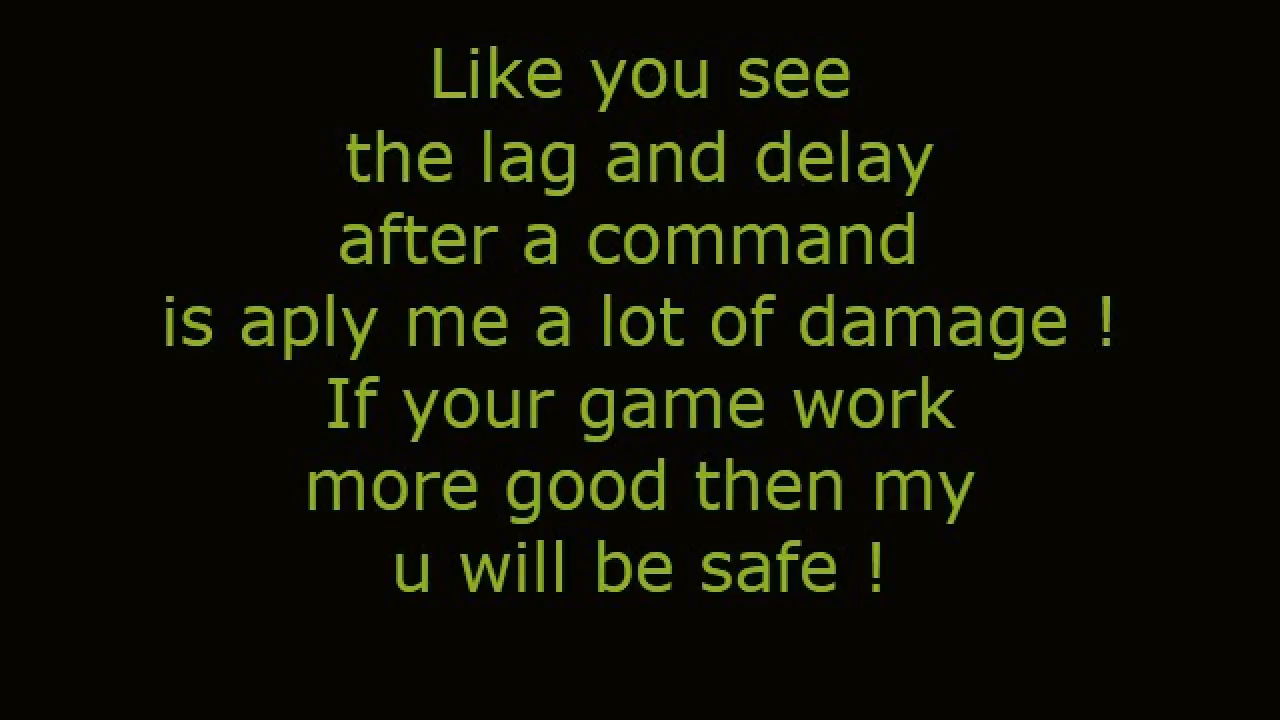 Like you see
the lag and delay
after a command
is aply me a lot of damage !
If your game work
more good then my
u will be safe !